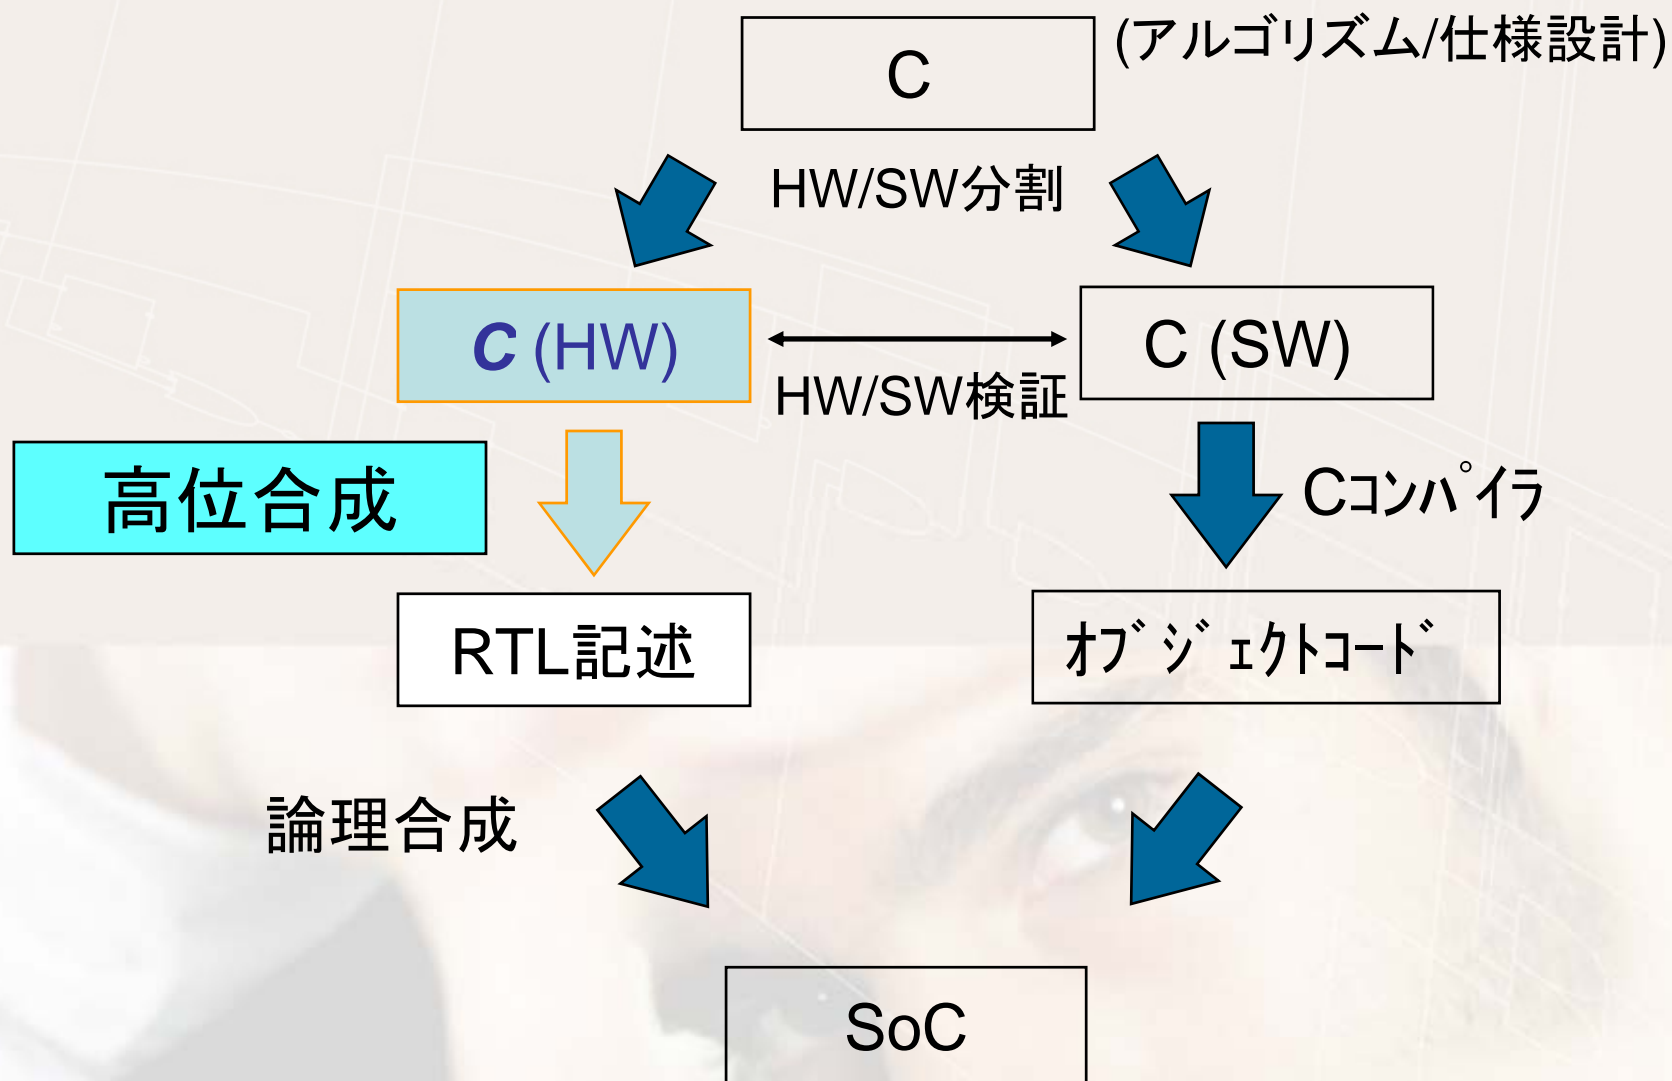 C
(アルゴリズム/仕様設計)
HW/SW分割
C (HW)
C (SW)
HW/SW検証
高位合成
Cｺﾝﾊﾟｲﾗ
RTL記述
ｵﾌﾞｼﾞｪｸﾄｺｰﾄﾞ
論理合成
SoC